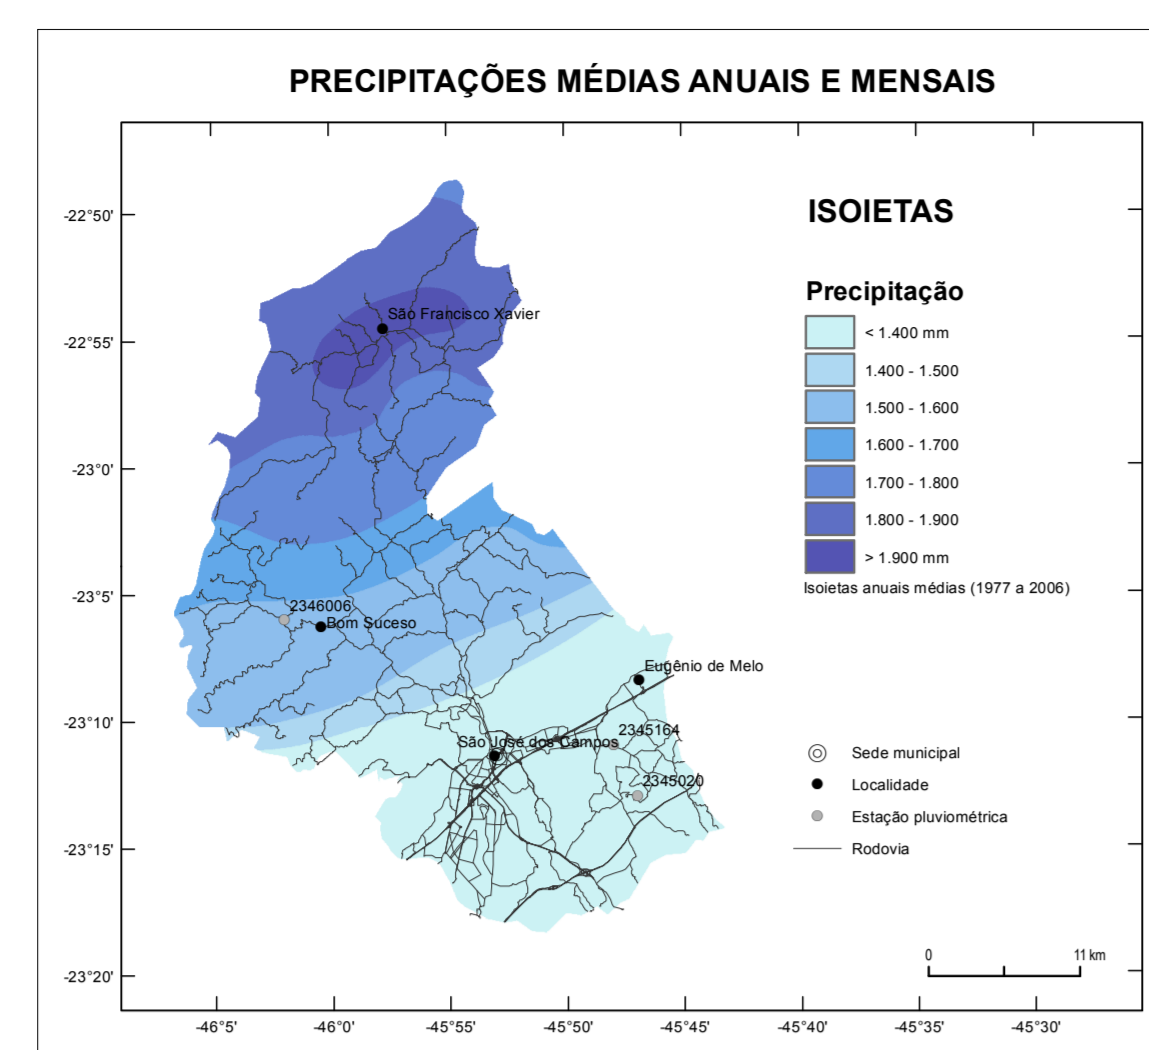 PRECIPITAÇÕES MÉDIAS ANUAIS E MENSAIS
ISOIETAS
Precipitação
< 1.400 mm
1.400 - 1.500
1.500 - 1.600
1.600 - 1.700
1.700 - 1.800
1.800 - 1.900
> 1.900 mm
Isoietas anuais médias (1977 a 2006)
-22°50'
-22°55'
-23°0'
-23°5'
-23°10'
-23°15'
-23°20'
São Francisco Xavier
2346006
Bom Suceso
Eugênio de Melo
2345164
São José dos Campos
2345020
Sede municipal
Localidade
Estação pluviométrica
Rodovia
0 11 km
-46°5' -46°0' -45°55' -45°50' -45°45' -45°40' -45°35' -45°30'